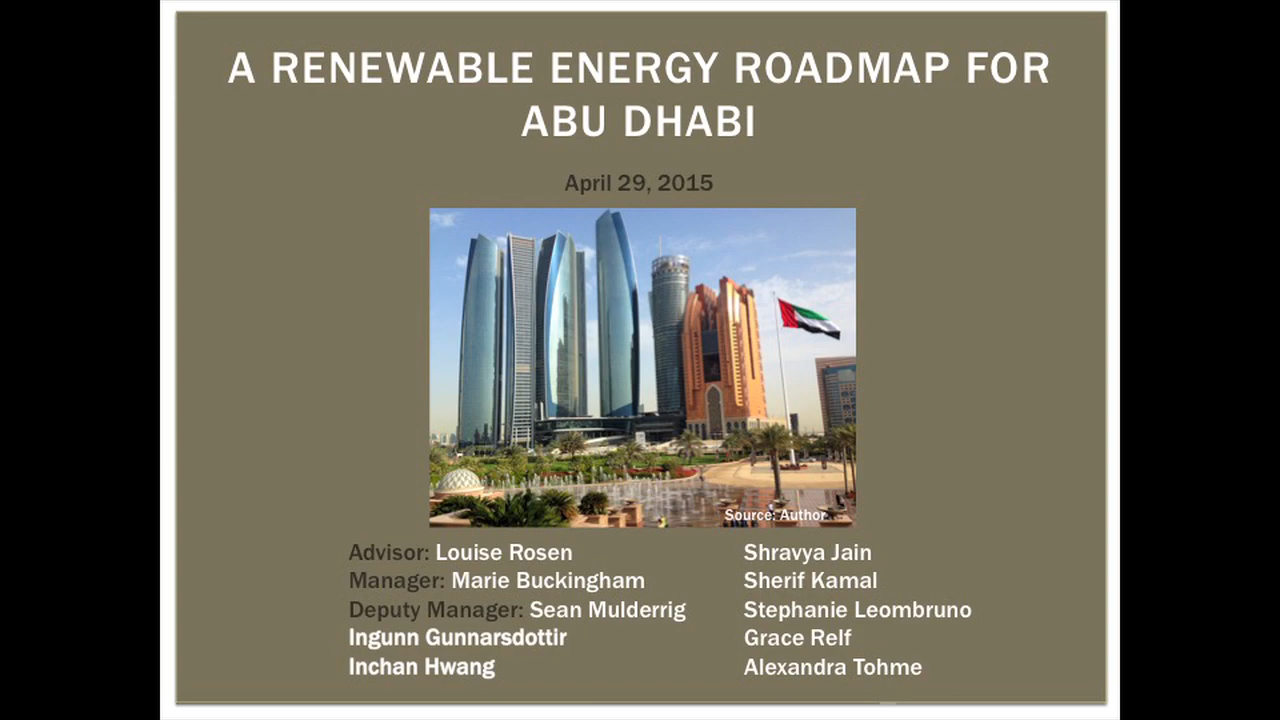 A RENEWABLE ENERGY ROADMAP FOR
ABU DHABI
April 29, 2015
Source: Author
Advisor: Louise Rosen
Manager: Marie Buckingham
Deputy Manager: Sean Mulderrig
Ingunn Gunnarsdottir
Inchan Hwang
Shravya Jain
Sherif Kamal
Stephanie Leombruno
Grace Relf
Alexandra Tohme